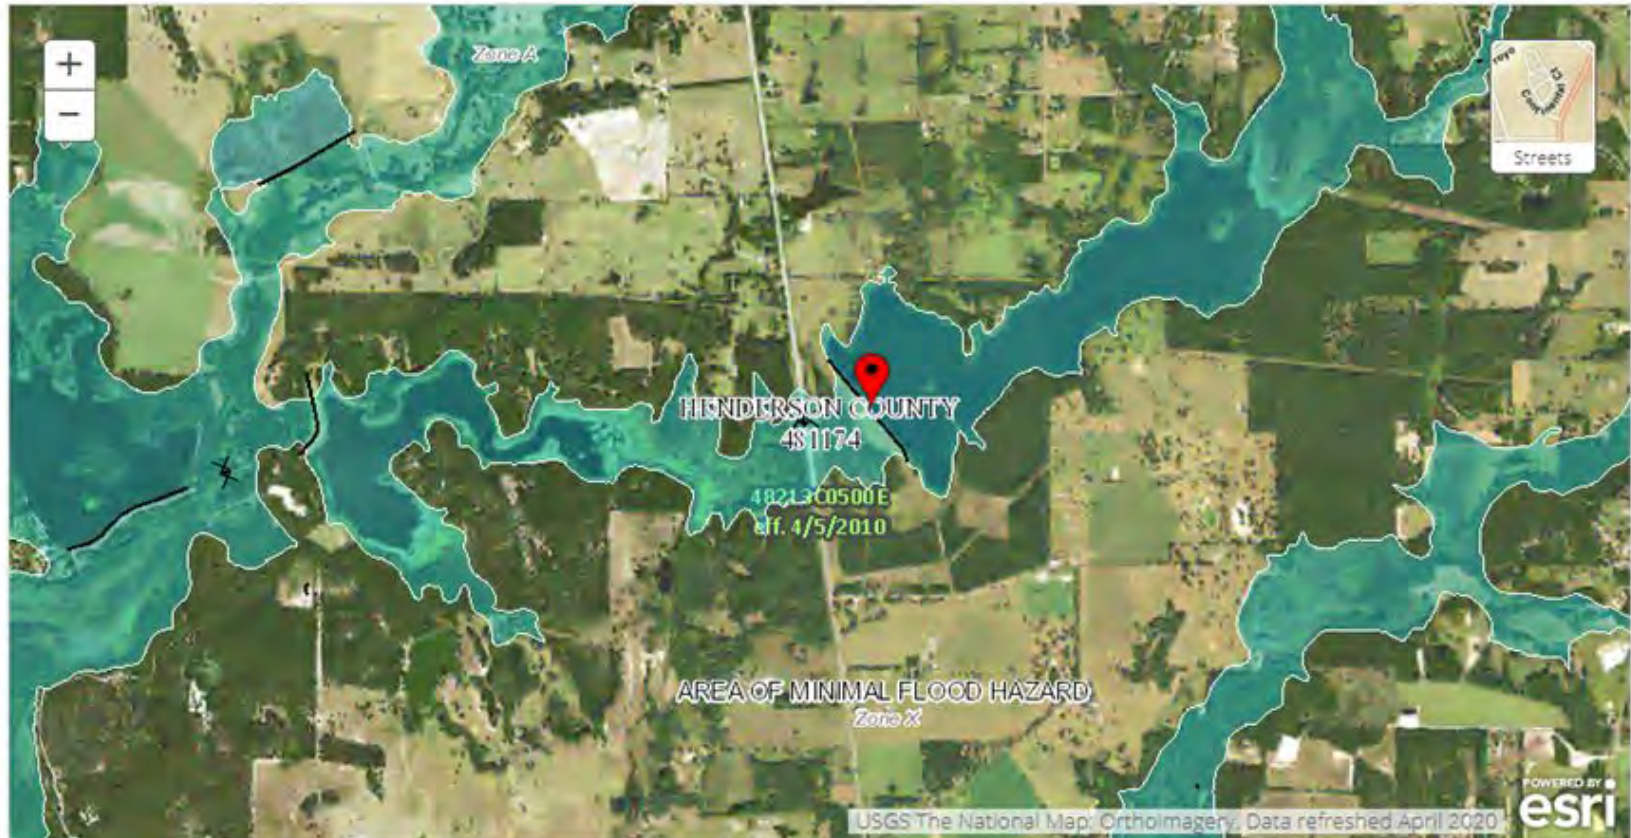 +
−
Zone A
Streets
HENDERSON COUNTY
481174
48213C0500E
eff. 4/5/2010
AREA OF MINIMAL FLOOD HAZARD
Zone X
POWERED BY
esri
USGS The National Map: Orthoimagery. Data refreshed April 2020